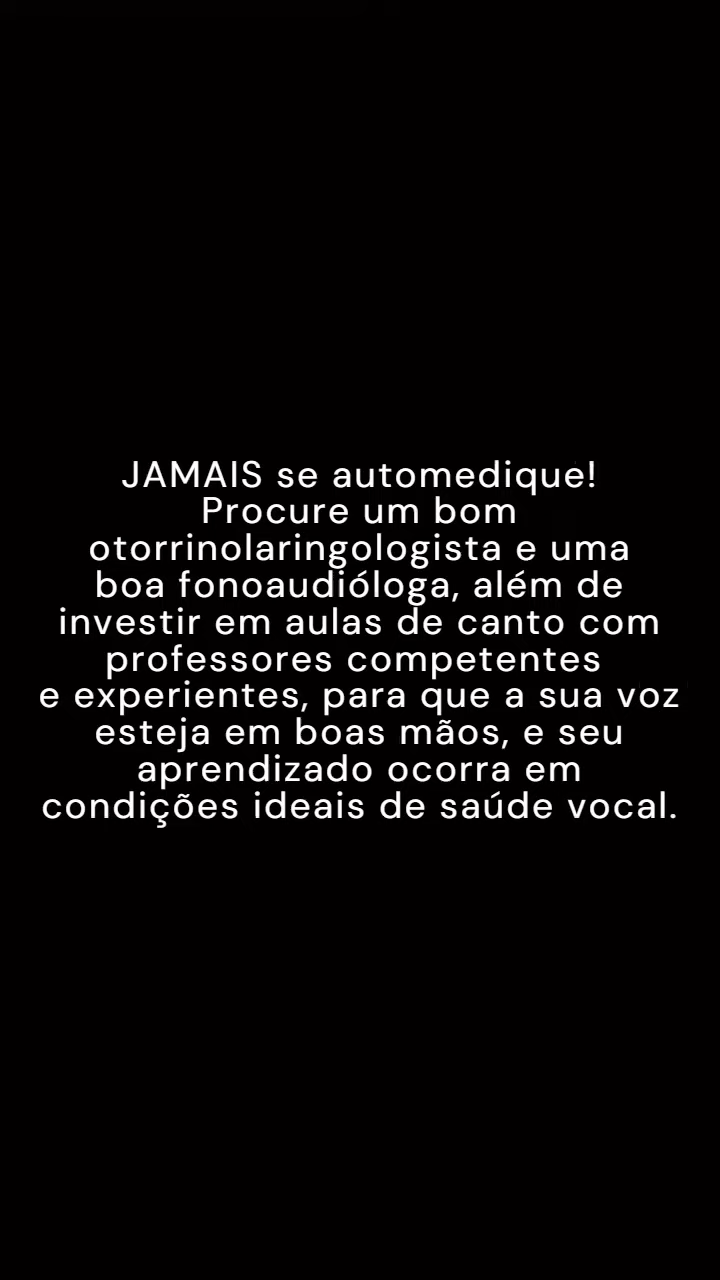 JAMAIS se automedique!
Procure um bom
otorrinolaringologista e uma
boa fonoaudióloga, além de
investir em aulas de canto com
professores competentes
e experientes, para que a sua voz
esteja em boas mãos, e seu
aprendizado ocorra em
condições ideais de saúde vocal.